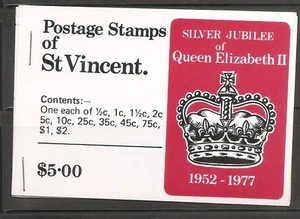 Postage Stamps
of
St Vincent.
Contents:—
One each of ½c, 1c, 1½c, 2c
5c, 10c, 25c, 35c, 45c, 75c,
$1, $2.
$5·00
SILVER JUBILEE
of
Queen Elizabeth II
1952-1977